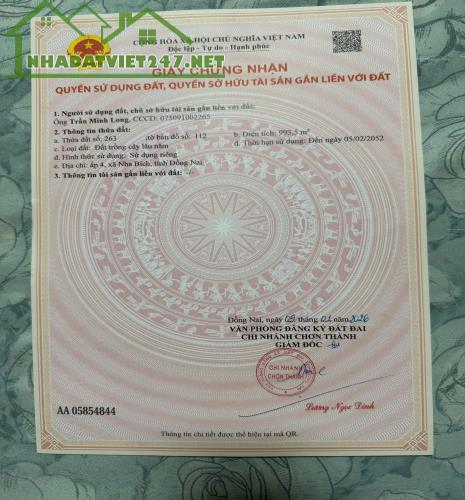 CỘNG HÒA XÃ HỘI CHỦ NGHĨA VIỆT NAM
Độc lập - Tự do - Hạnh phúc
NHADATVIET247.NET
GIẤY CHỨNG NHẬN
QUYỀN SỬ DỤNG ĐẤT, QUYỀN SỞ HỮU TÀI SẢN GẮN LIỀN VỚI ĐẤT
1. Người sử dụng đất, chủ sở hữu tài sản gắn liền với đất:
Ông Trần Minh Long, CCCD: 075091002265
2. Thông tin thửa đất:
a. Thửa đất số: 263 tờ bản đồ số: 112 b. Diện tích: 993,5 m²
c. Loại đất: Đất trồng cây lâu năm d. Thời hạn sử dụng: Đến ngày 05/02/2052
đ. Hình thức sử dụng: Sử dụng riêng
e. Địa chỉ: ấp 4, xã Nha Bích, tỉnh Đồng Nai
3. Thông tin tài sản gắn liền với đất: -/-
Đồng Nai, ngày 09 tháng 01 năm 2026
VĂN PHÒNG ĐĂNG KÝ ĐẤT ĐAI
CHI NHÁNH CHƠN THÀNH
GIÁM ĐỐC
CHI NHÁNH
CHƠN THÀNH
Lương Ngọc Đình
AA 05854844
Thông tin chi tiết được thể hiện tại mã QR.